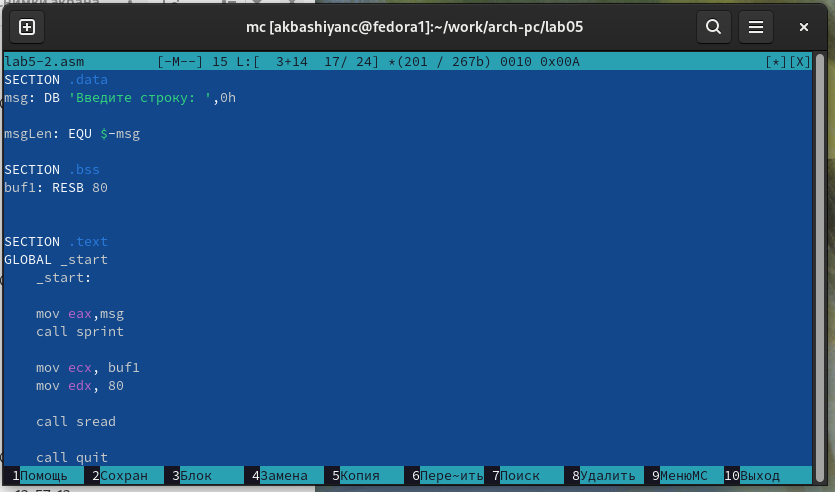 mc [akbashiyanc@fedora1]:~/work/arch-pc/lab05
lab5-2.asm [-M--] 15 L:[ 3+14 17/ 24] *(201 / 267b) 0010 0x00A [*][X]
SECTION .data
msg: DB 'Введите строку: ',0h
msgLen: EQU $-msg
SECTION .bss
buf1: RESB 80
SECTION .text
GLOBAL _start
_start:
mov eax,msg
call sprint
mov ecx, buf1
mov edx, 80
call sread
call quit
1Помощь 2Сохран 3Блок 4Замена 5Копия 6Пере~ить 7Поиск 8Удалить 9МенюMC 10Выход